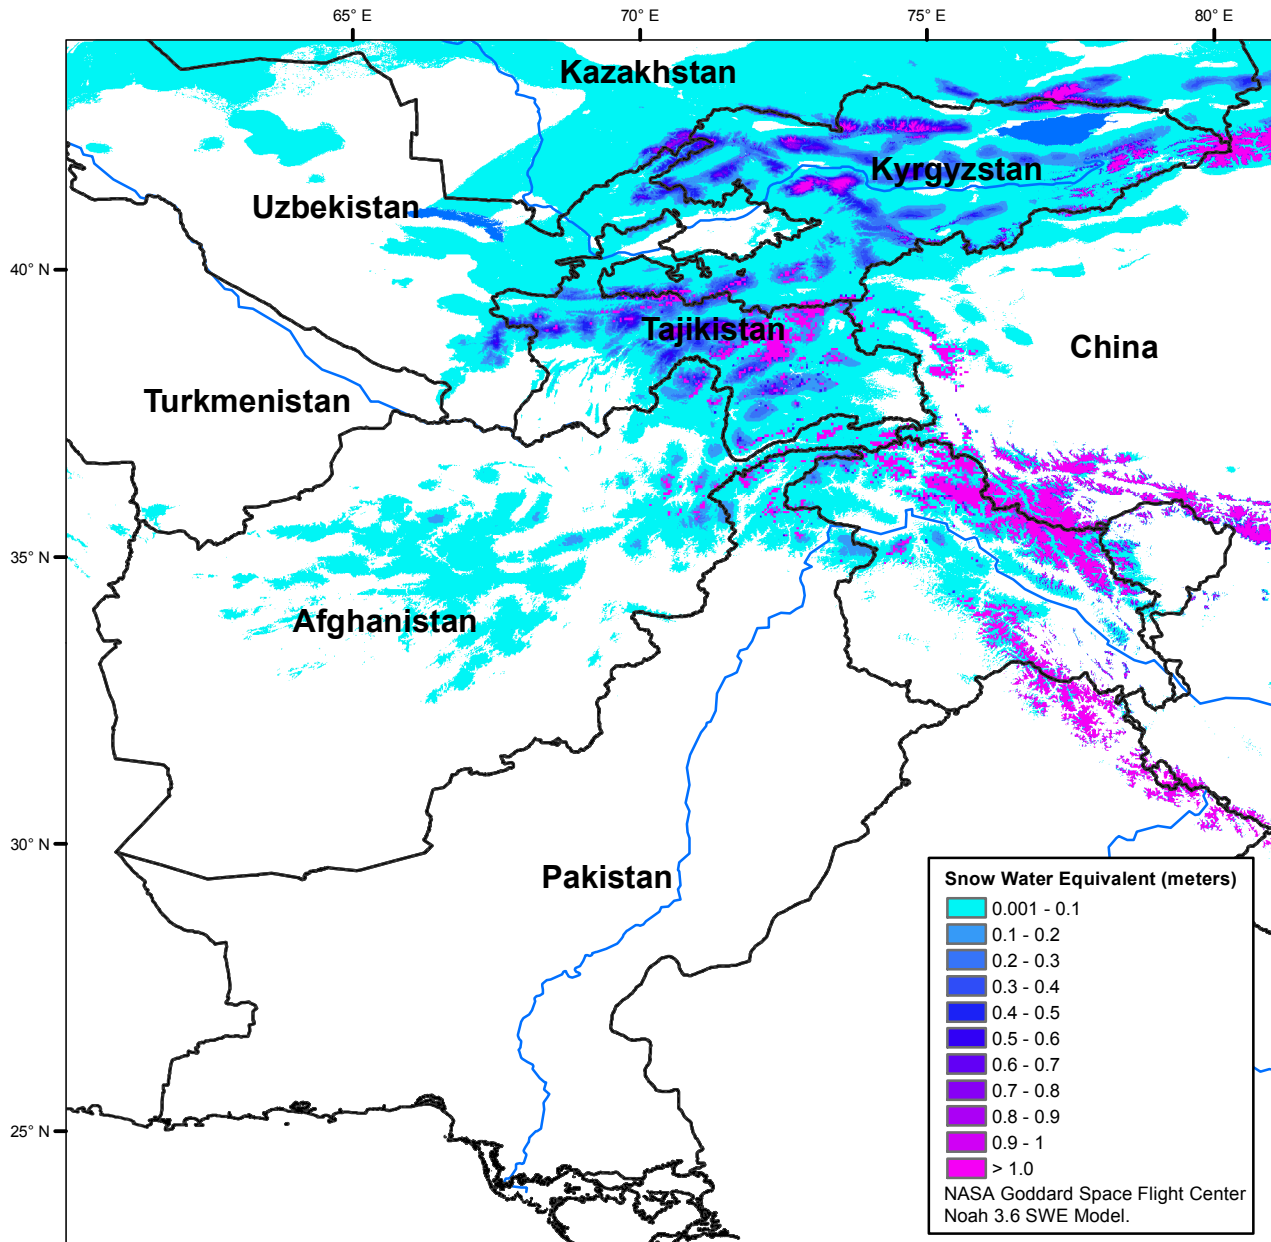 65° E
70° E
75° E
80° E
Kazakhstan
Kyrgyzstan
Uzbekistan
40° N
Tajikistan
China
Turkmenistan
35° N
Afghanistan
30° N
Pakistan
25° N
Snow Water Equivalent (meters)
0.001 - 0.1
0.1 - 0.2
0.2 - 0.3
0.3 - 0.4
0.4 - 0.5
0.5 - 0.6
0.6 - 0.7
0.7 - 0.8
0.8 - 0.9
0.9 - 1
> 1.0
NASA Goddard Space Flight Center
Noah 3.6 SWE Model.